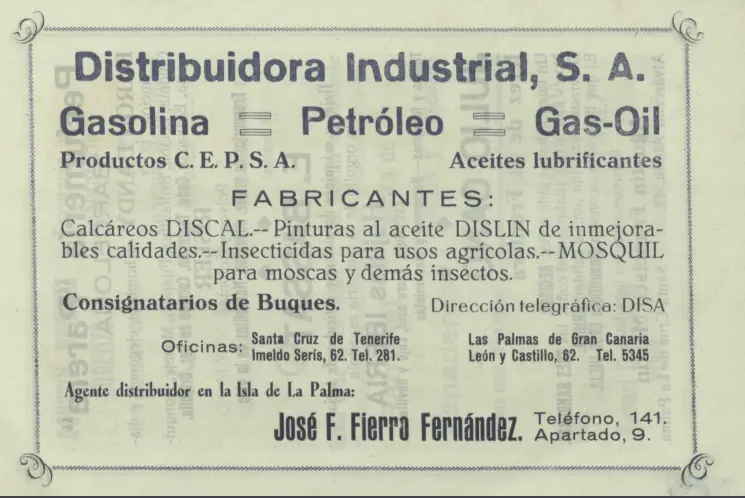 Distribuidora Industrial, S. A.
Gasolina = Petróleo = Gas-Oil
Productos C. E. P. S. A. Aceites lubrificantes
FABRICANTES:
Calcáreos DISCAL.--Pinturas al aceite DISLIN de inmejora-
bles calidades.--Insecticidas para usos agrícolas.--MOSQUIL
para moscas y demás insectos.
Consignatarios de Buques. Dirección telegráfica: DISA
Oficinas: Santa Cruz de Tenerife
Imeldo Serís, 62. Tel. 281.
Las Palmas de Gran Canaria
León y Castillo, 62. Tel. 5345
Agente distribuidor en la Isla de La Palma:
José F. Fierro Fernández. Teléfono, 141.
Apartado, 9.